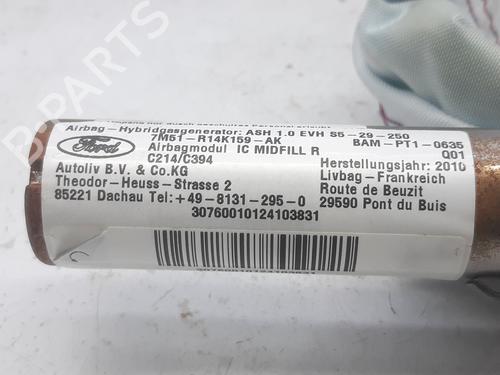 Airbag-Hybridgasgenerator: ASH 1.0 EVH S5-29-250
7M51-R14K159-AK BAM-PT1-0635
Ford Airbagmodul IC MIDFILL R Q01
C214/C394 Herstellungsjahr: 2010
Autoliv B.V. & Co.KG Livbag-Frankreich
Theodor-Heuss-Strasse 2 Route de Beuzit
85221 Dachau Tel:+49-8131-295-0 29590 Pont du Buis
30760010124103831
B-PARTS